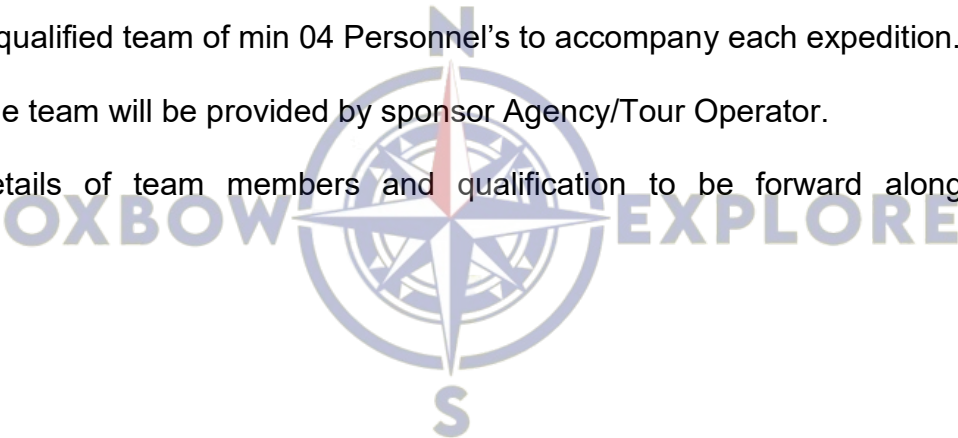 N
qualified team of min 04 Personnel's to accompany each expedition.
e team will be provided by sponsor Agency/Tour Operator.
etails of team members and qualification to be forward along
OXBOW EXPLORE
S